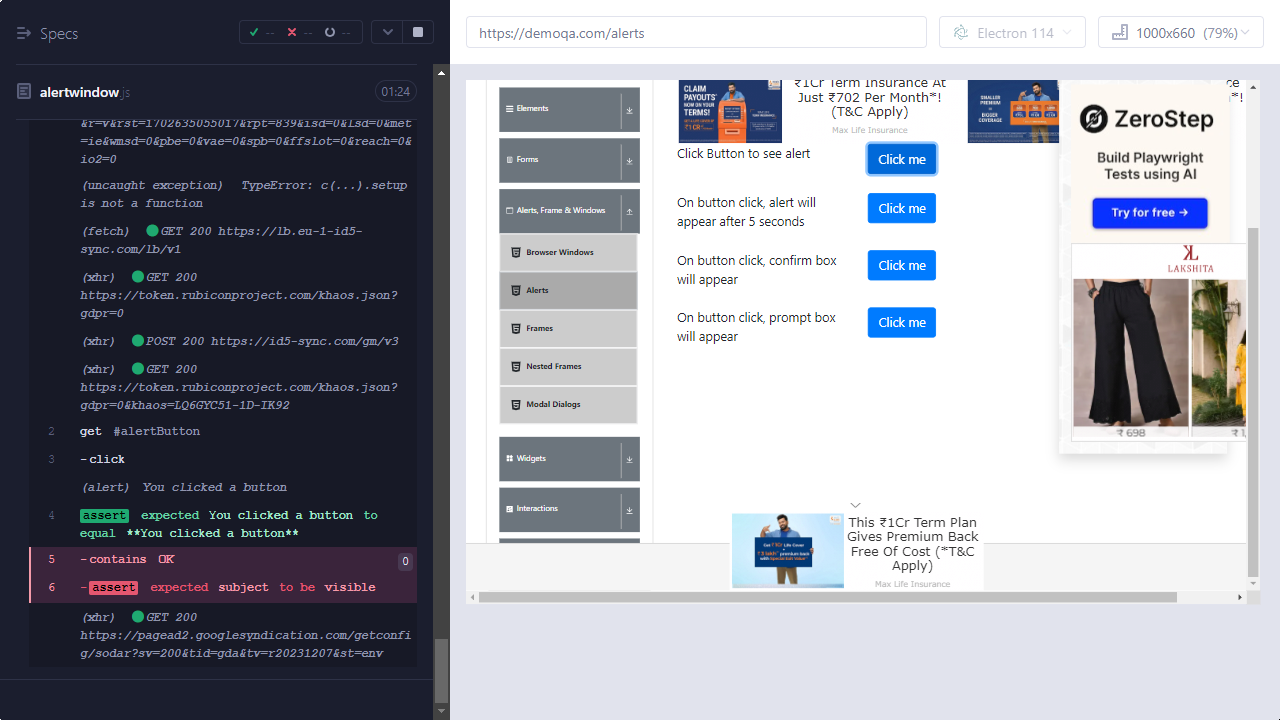 Specs
-- -- --
alertwindow.js
01:24
&r=v&rst=1702635055017&rpt=839&isd=0&lsd=0&met
=ie&wmsd=0&pbe=0&vae=0&spb=0&ffslot=0&reach=0&
io2=0
(uncaught exception) TypeError: c(...).setup
is not a function
(fetch) GET 200 https://lb.eu-1-id5-
sync.com/lb/v1
(xhr) GET 200
https://token.rubiconproject.com/khaos.json?
gdpr=0
(xhr) POST 200 https://id5-sync.com/gm/v3
(xhr) GET 200
https://token.rubiconproject.com/khaos.json?
gdpr=0&khaos=LQ6GYC51-1D-IK92
2 get #alertButton
3 -click
(alert) You clicked a button
4 assert expected You clicked a button to
equal **You clicked a button**
5 -contains OK 0
6 -assert expected subject to be visible
(xhr) GET 200
https://pagead2.googlesyndication.com/getconfi
g/sodar?sv=200&tid=gda&tv=r20231207&st=env
https://demoqa.com/alerts
Electron 114
1000x660 (79%)
Elements
Forms
Alerts, Frame & Windows
Browser Windows
Alerts
Frames
Nested Frames
Modal Dialogs
Widgets
Interactions
CLAIM
PAYOUTS
NOW ON YOUR
TERMS!
₹1Cr Term Insurance At
Just ₹702 Per Month*!
(T&C Apply)
Max Life Insurance
SMALLER
PREMIUM
BIGGER
COVERAGE
Click Button to see alert
Click me
On button click, alert will
appear after 5 seconds
Click me
On button click, confirm box
will appear
Click me
On button click, prompt box
will appear
Click me
ZeroStep
Build Playwright
Tests using AI
Try for free →
LAKSHITA
₹ 698
This ₹1Cr Term Plan
Gives Premium Back
Free Of Cost (*T&C
Apply)
Max Life Insurance